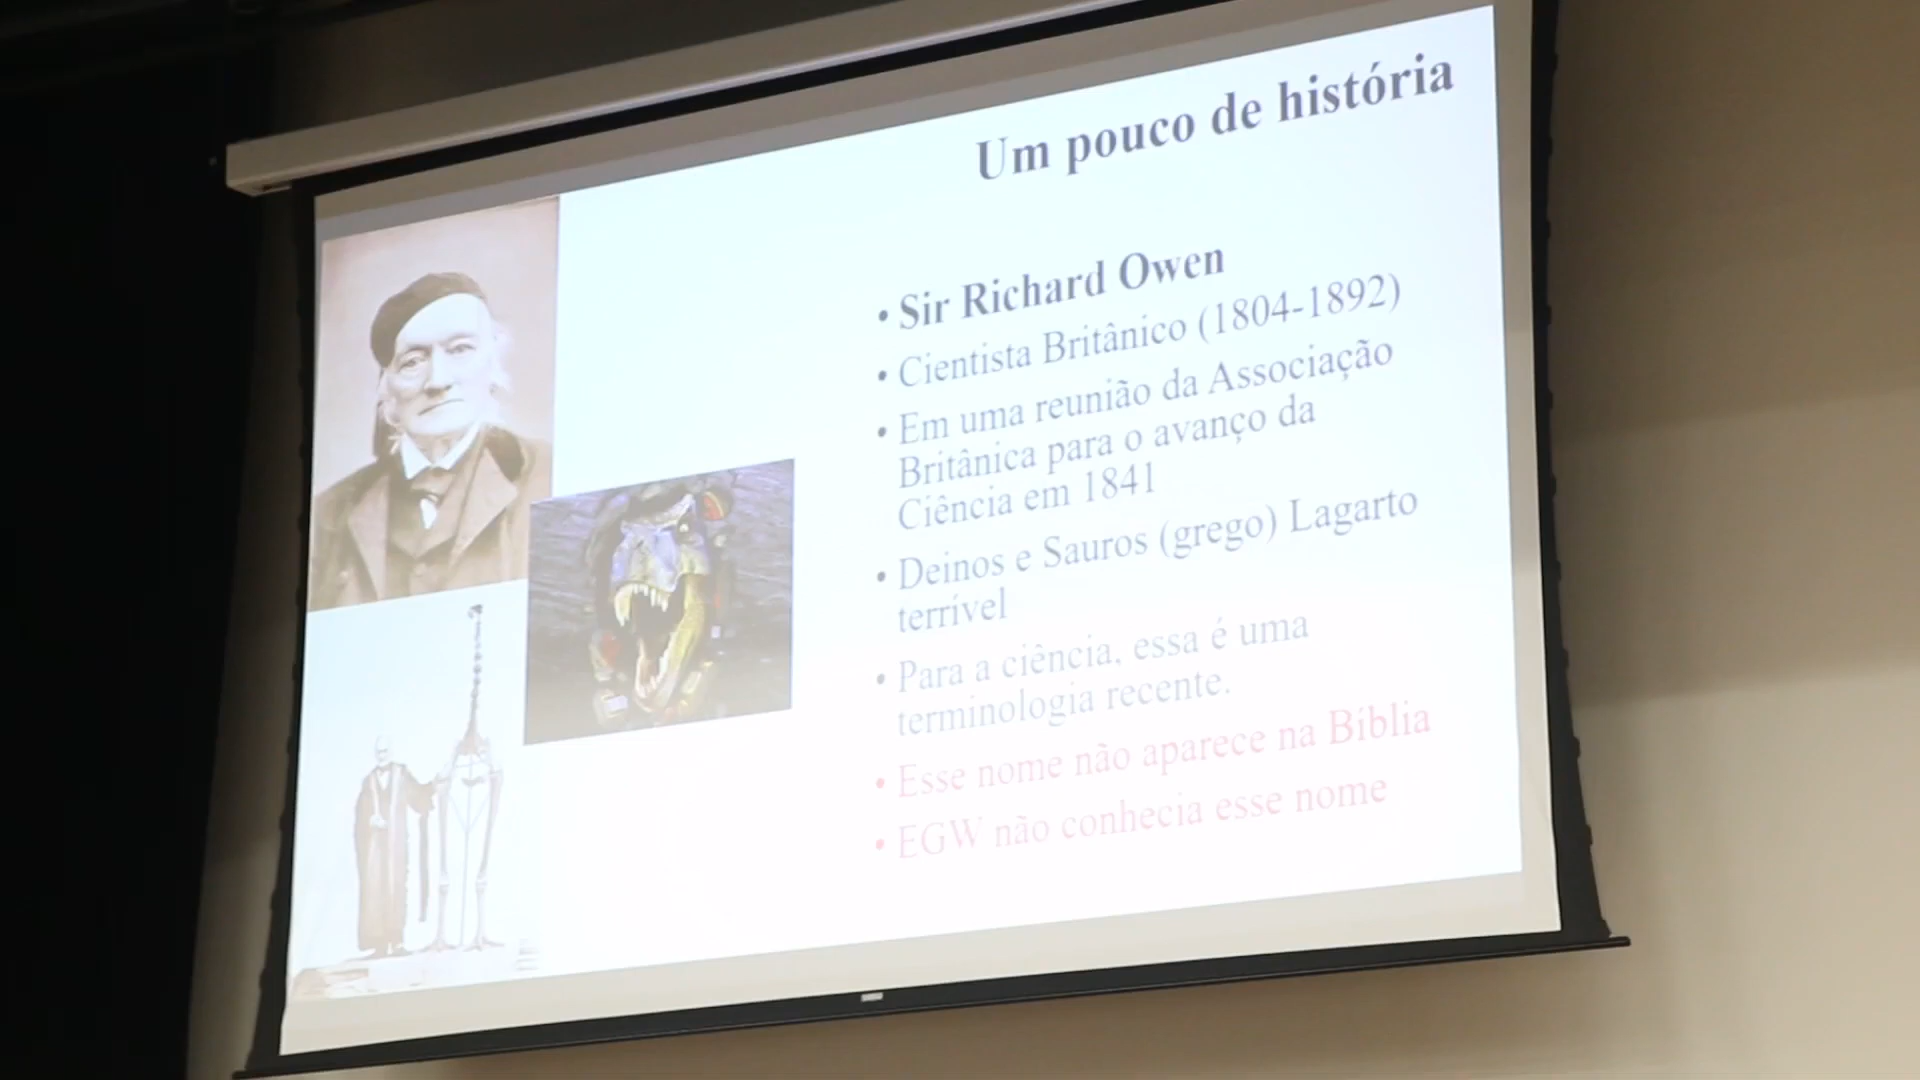 Um pouco de história
• Sir Richard Owen
• Cientista Britânico (1804-1892)
• Em uma reunião da Associação
Britânica para o avanço da
Ciência em 1841
• Deinos e Sauros (grego) Lagarto
terrível
• Para a ciência, essa é uma
terminologia recente.
• Esse nome não aparece na Bíblia
• EGW não conhecia esse nome